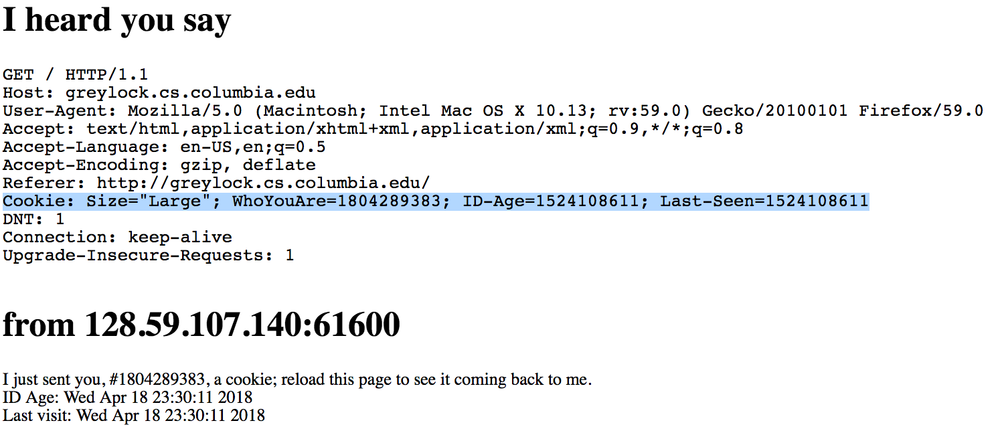 I heard you say
GET / HTTP/1.1
Host: greylock.cs.columbia.edu
User-Agent: Mozilla/5.0 (Macintosh; Intel Mac OS X 10.13; rv:59.0) Gecko/20100101 Firefox/59.0
Accept: text/html,application/xhtml+xml,application/xml;q=0.9,*/*;q=0.8
Accept-Language: en-US,en;q=0.5
Accept-Encoding: gzip, deflate
Referer: http://greylock.cs.columbia.edu/
Cookie: Size="Large"; WhoYouAre=1804289383; ID-Age=1524108611; Last-Seen=1524108611
DNT: 1
Connection: keep-alive
Upgrade-Insecure-Requests: 1
from 128.59.107.140:61600
I just sent you, #1804289383, a cookie; reload this page to see it coming back to me.
ID Age: Wed Apr 18 23:30:11 2018
Last visit: Wed Apr 18 23:30:11 2018